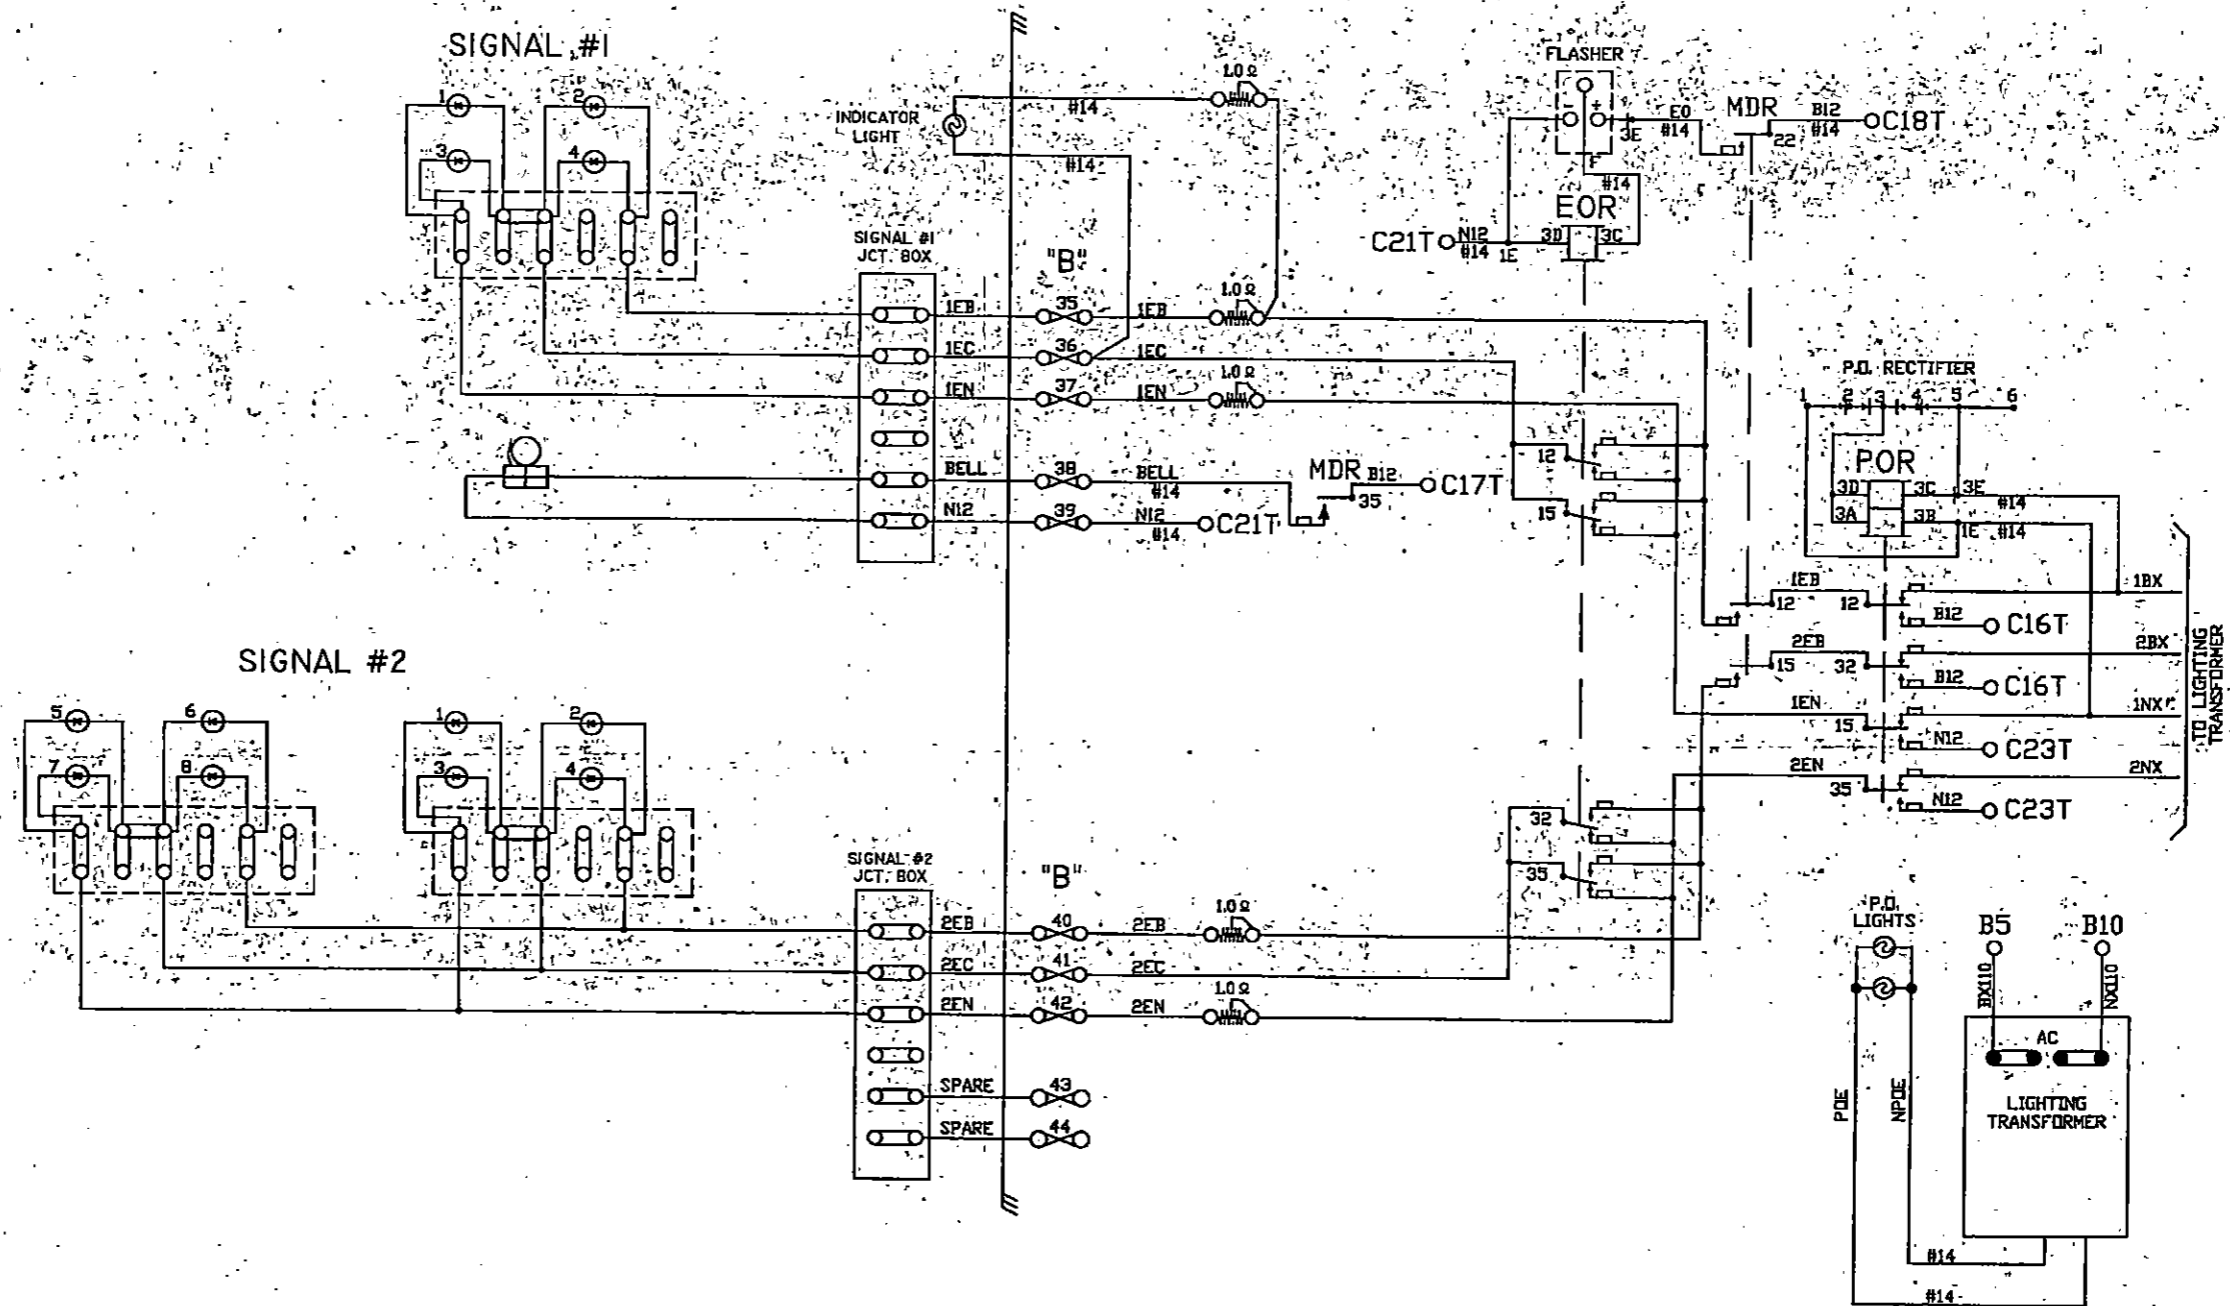 SIGNAL #1
1
2
3
4
INDICATOR
LIGHT
#14
#14
1.0 Ω
FLASHER
-
+
3E
F
#14
EO
#14
MDR
22
B12
#14
C18T
EOR
C21T
N12
#14
1E
3D
3C
SIGNAL #1
JCT. BOX
"B"
1EB
35
1EB
1.0 Ω
1EC
36
1EC
1EN
37
1EN
1.0 Ω
BELL
38
BELL
#14
MDR
B12
35
C17T
N12
39
N12
#14
C21T
12
15
P.O. RECTIFIER
1
2
3
4
5
6
POR
3D
3C
3E
#14
3A
3B
1E
#14
1EB
12
12
B12
C16T
1BX
2EB
15
32
B12
C16T
2BX
1EN
15
N12
C23T
1NX
2EN
35
N12
C23T
2NX
TO LIGHTING
TRANSFORMER
SIGNAL #2
5
6
7
8
1
2
3
4
32
35
SIGNAL #2
JCT. BOX
"B"
2EB
40
2EB
1.0 Ω
2EC
41
2EC
2EN
42
2EN
1.0 Ω
SPARE
43
SPARE
44
P.O.
LIGHTS
POE
NPOE
B5
B10
BX110
NX110
AC
LIGHTING
TRANSFORMER
#14
#14